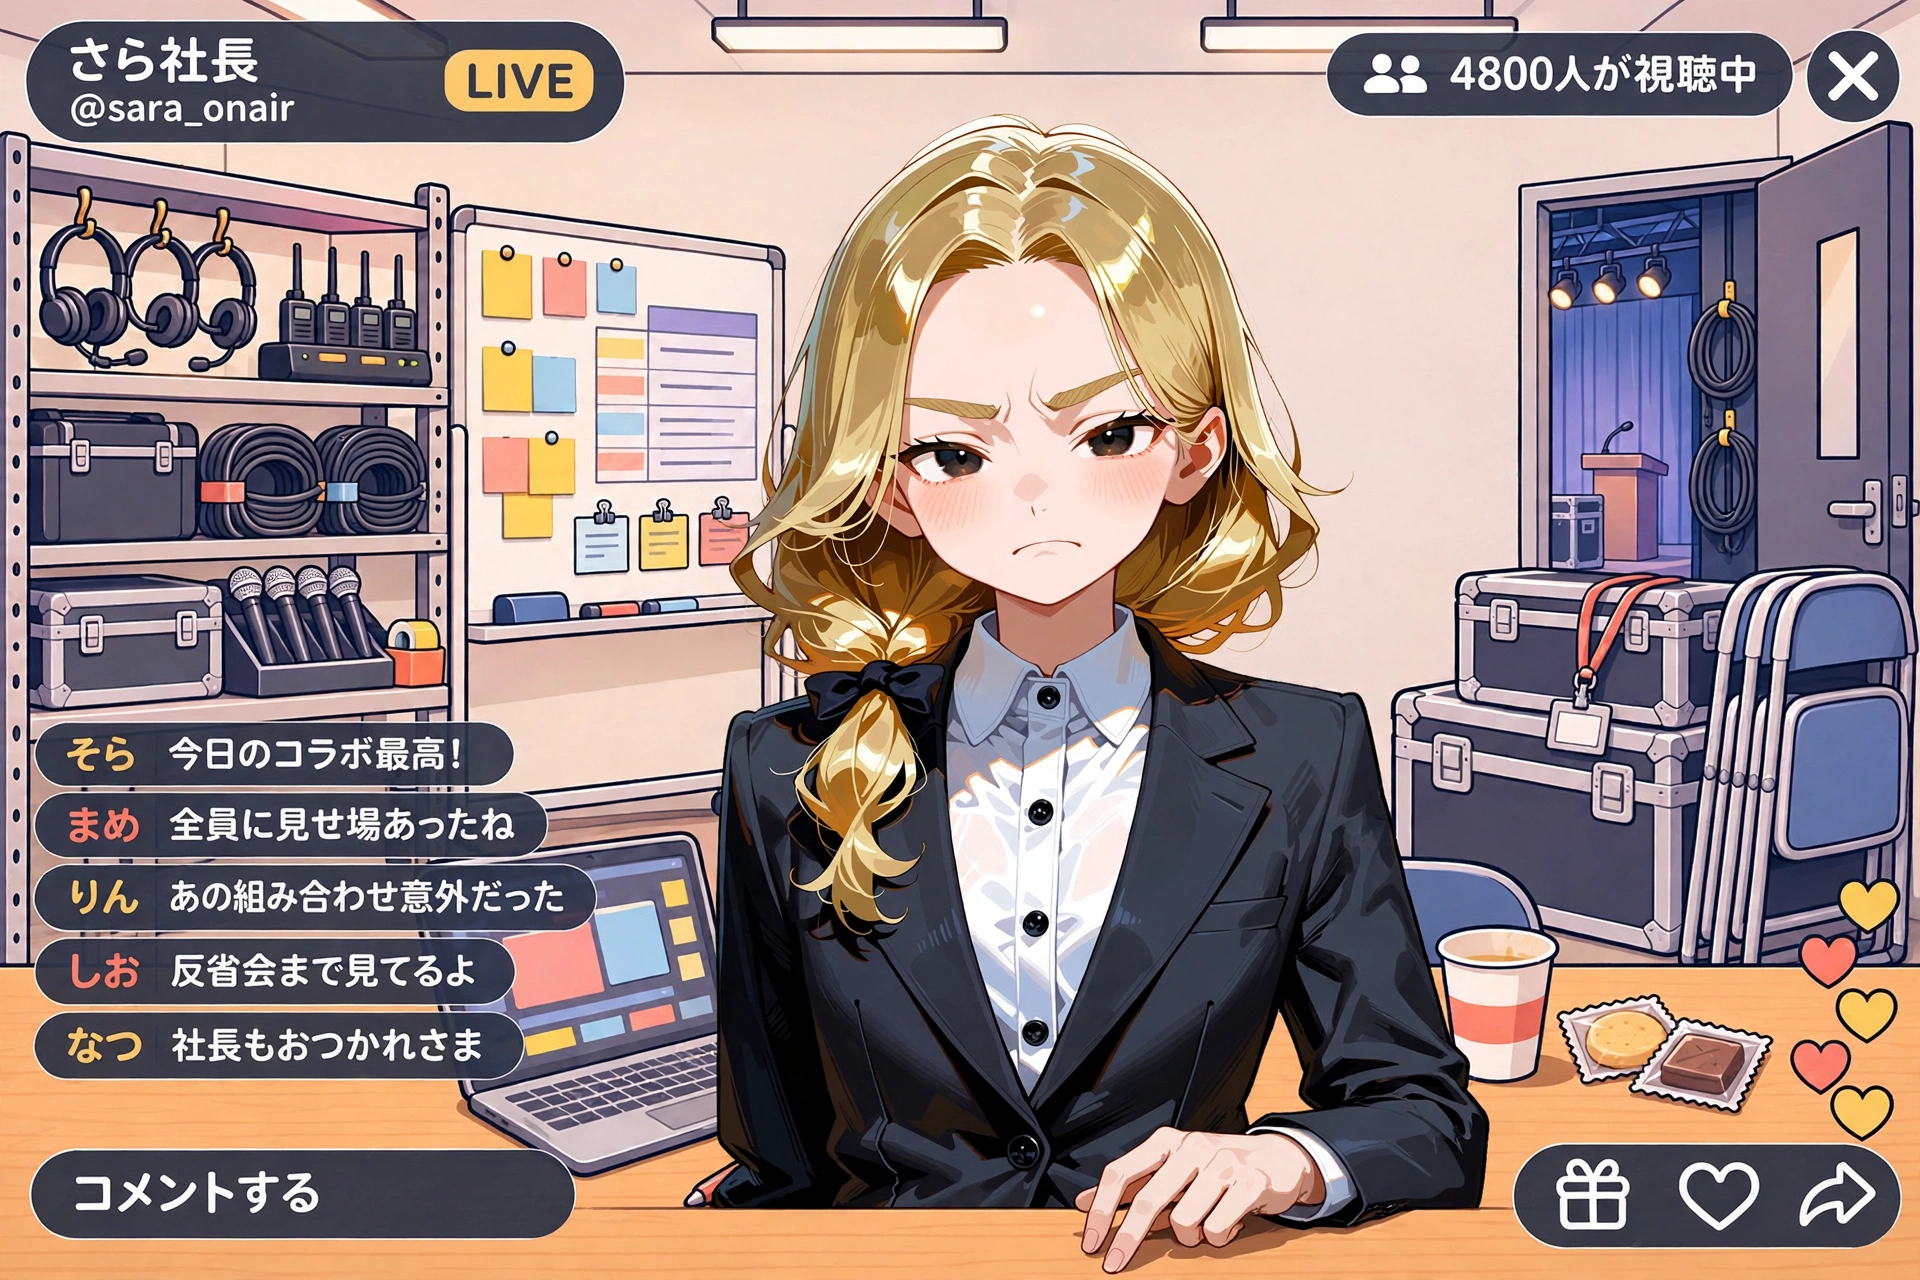 さら社長
@sara_onair
LIVE
4800人が視聴中
そら 今日のコラボ最高！
まめ 全員に見せ場あったね
りん あの組み合わせ意外だった
しお 反省会まで見てるよ
なつ 社長もおつかれさま
コメントする